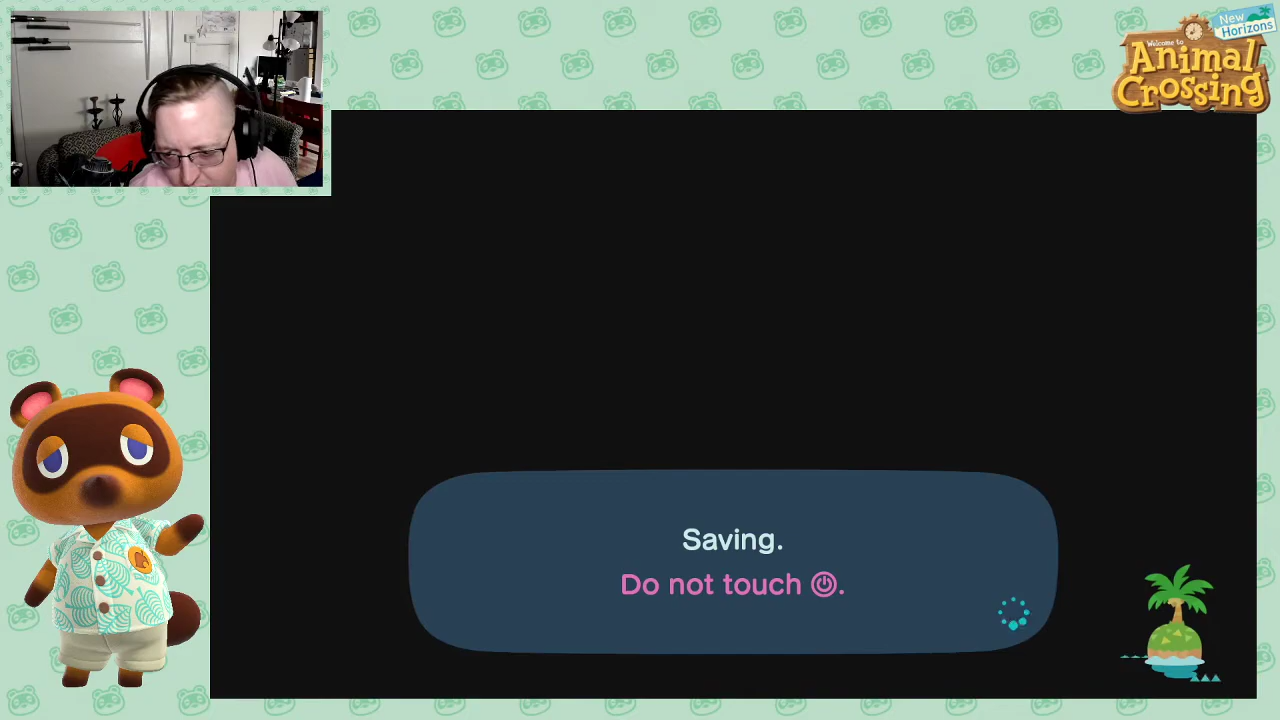 Welcome to
Animal
Crossing
New
Horizons
Saving.
Do not touch ⏻.